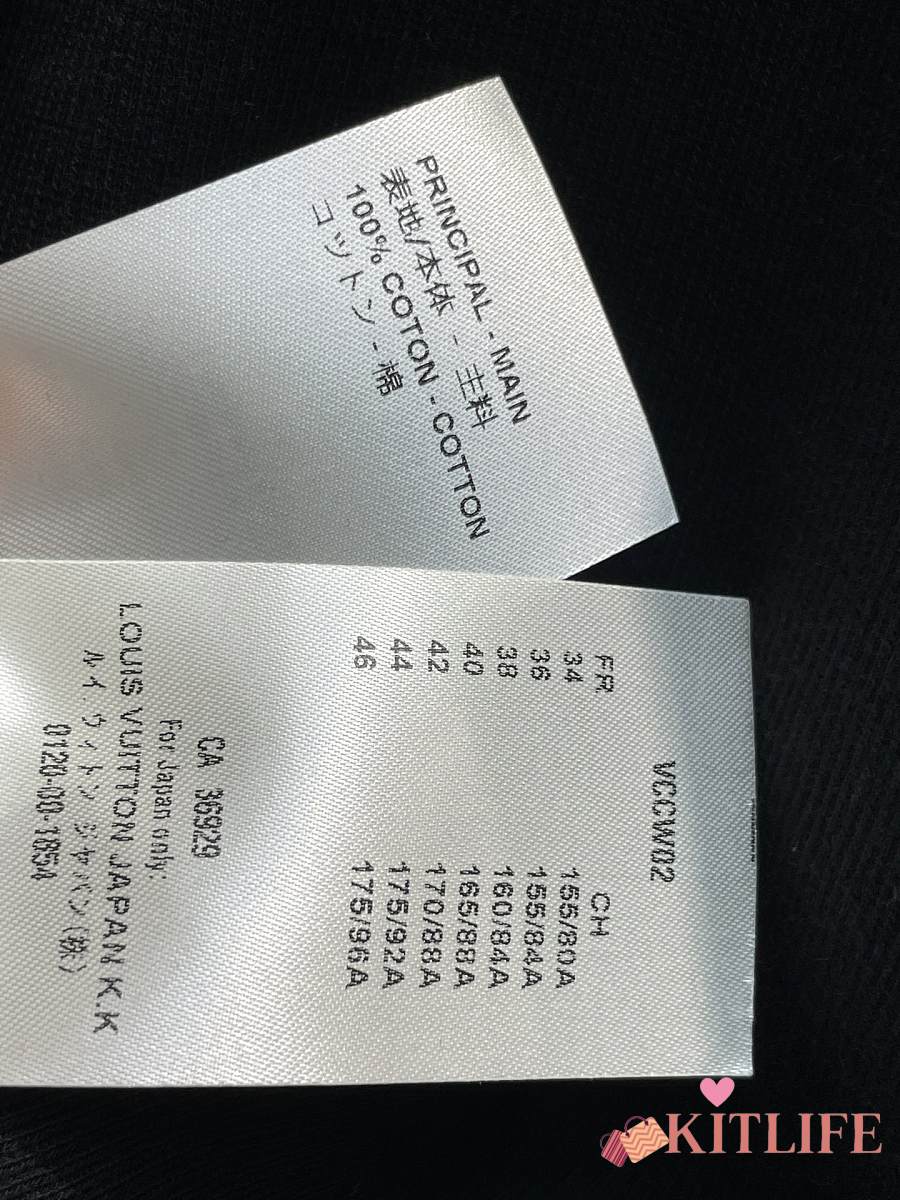 PRINCIPAL - MAIN
表地/本体 - 主料
100% COTON - COTTON
コットン - 棉
VCCW02
FR CH
34 155/80A
36 155/84A
38 160/84A
40 165/88A
42 170/88A
44 175/92A
46 175/96A
CA 36929
For Japan only:
LOUIS VUITTON JAPAN K.K
ルイ・ヴィトン ジャパン(株)
0120-00-1854
KITLIFE